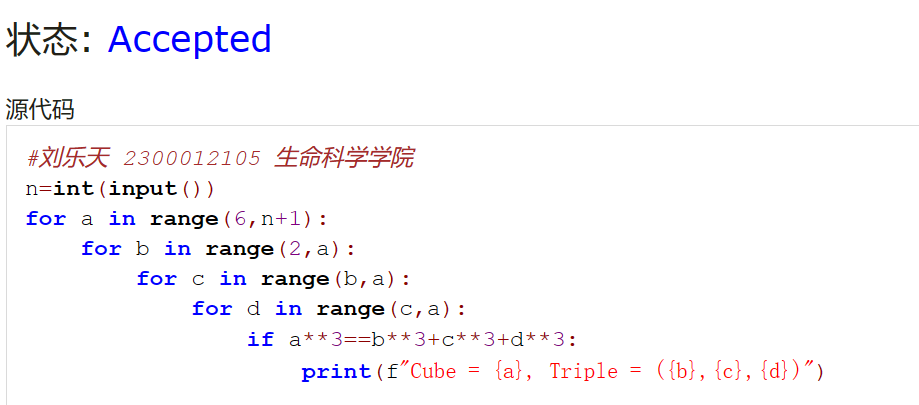 状态: Accepted
源代码
#刘乐天 2300012105 生命科学学院
n=int(input())
for a in range(6,n+1):
    for b in range(2,a):
        for c in range(b,a):
            for d in range(c,a):
                if a**3==b**3+c**3+d**3:
                    print(f"Cube = {a}, Triple = ({b},{c},{d})")